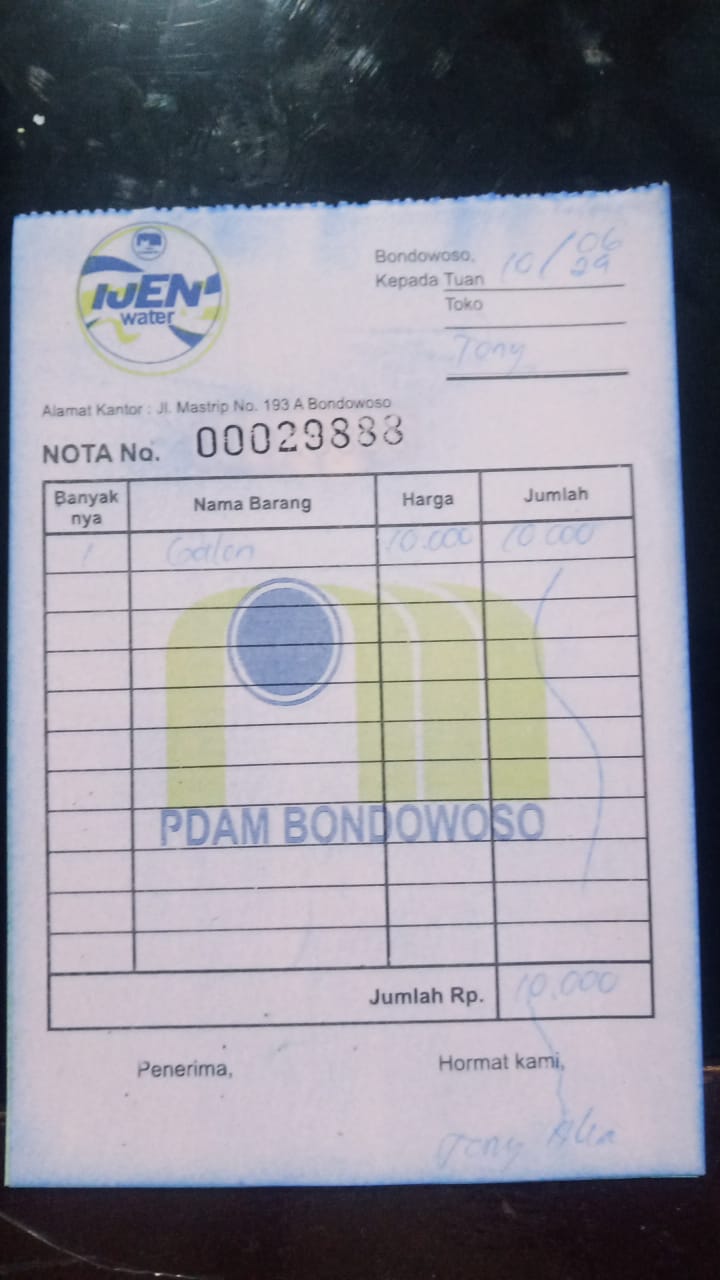 IJEN
water
Bondowoso, 10/06
24
Kepada Tuan
Toko
Tony
Alamat Kantor : Jl. Mastrip No. 193 A Bondowoso
NOTA No. 00029888
Banyak nya Nama Barang Harga Jumlah
1 Galon 10.000 10.000
PDAM BONDOWOSO
Jumlah Rp. 10.000
Penerima, Hormat kami,
Tony